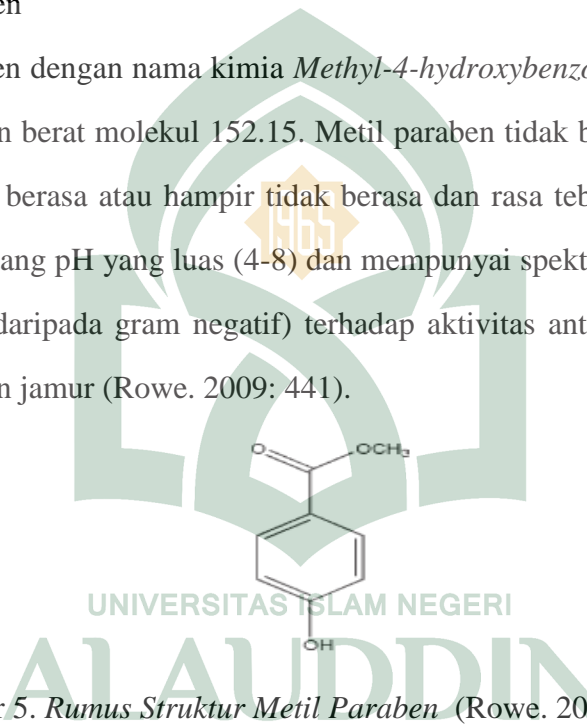 en
en dengan nama kimia Methyl-4-hydroxybenzo
n berat molekul 152.15. Metil paraben tidak b
berasa atau hampir tidak berasa dan rasa teb
ang pH yang luas (4-8) dan mempunyai spekt
daripada gram negatif) terhadap aktivitas ant
n jamur (Rowe. 2009: 441).
1965
O
OCH₃
UNIVERSITAS ISLAM NEGERI
OH
ALAUDDIN
r 5. Rumus Struktur Metil Paraben (Rowe. 20